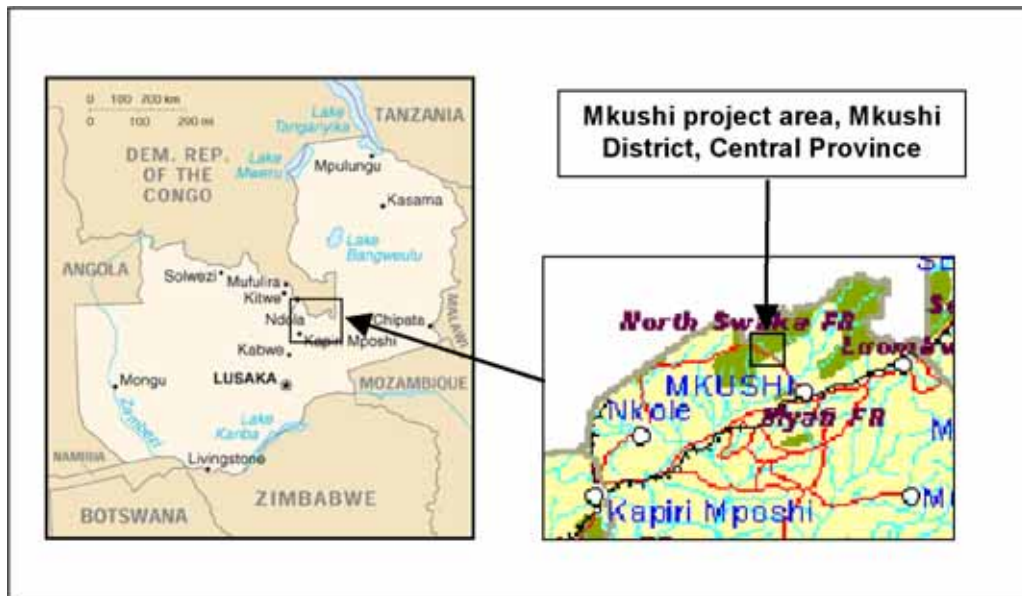 0 100 200 km
0 100 200 mi
Lake
Tanganyika
TANZANIA
DEM. REP.
OF THE
CONGO
Lake
Mweru
Mpulungu
Kasama
Lake
Bangweulu
ANGOLA
Solwezi
Mufulira
Kitwe
Ndola
Chipata
MALAWI
Kapiri Mposhi
Kabwe
Mongu
LUSAKA
MOZAMBIQUE
Zambezi
Lake
Kariba
NAMIBIA
Livingstone
ZIMBABWE
BOTSWANA
Mkushi project area, Mkushi
District, Central Province
North Swaka FR
MKUSHI
Nkole
Myafi FR
Kapiri Mposhi